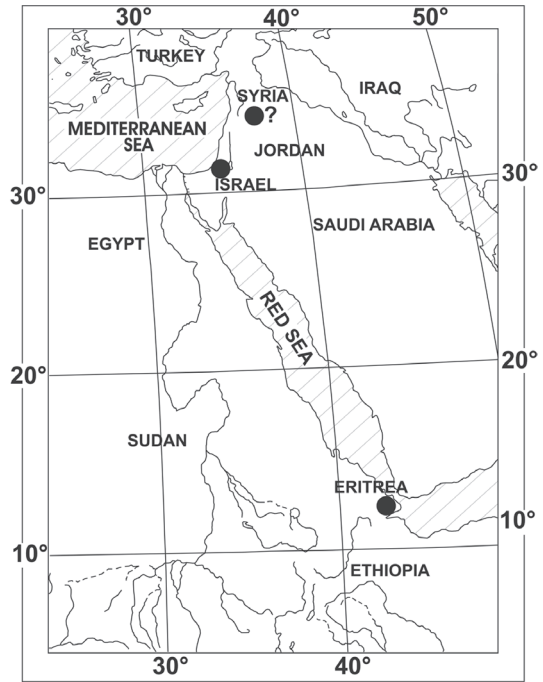 30° 40° 50°
TURKEY
IRAQ
SYRIA
?
MEDITERRANEAN
SEA
JORDAN
ISRAEL
30° 30°
SAUDI ARABIA
EGYPT
RED SEA
20° 20°
SUDAN
ERITREA
10° 10°
ETHIOPIA
30° 40°